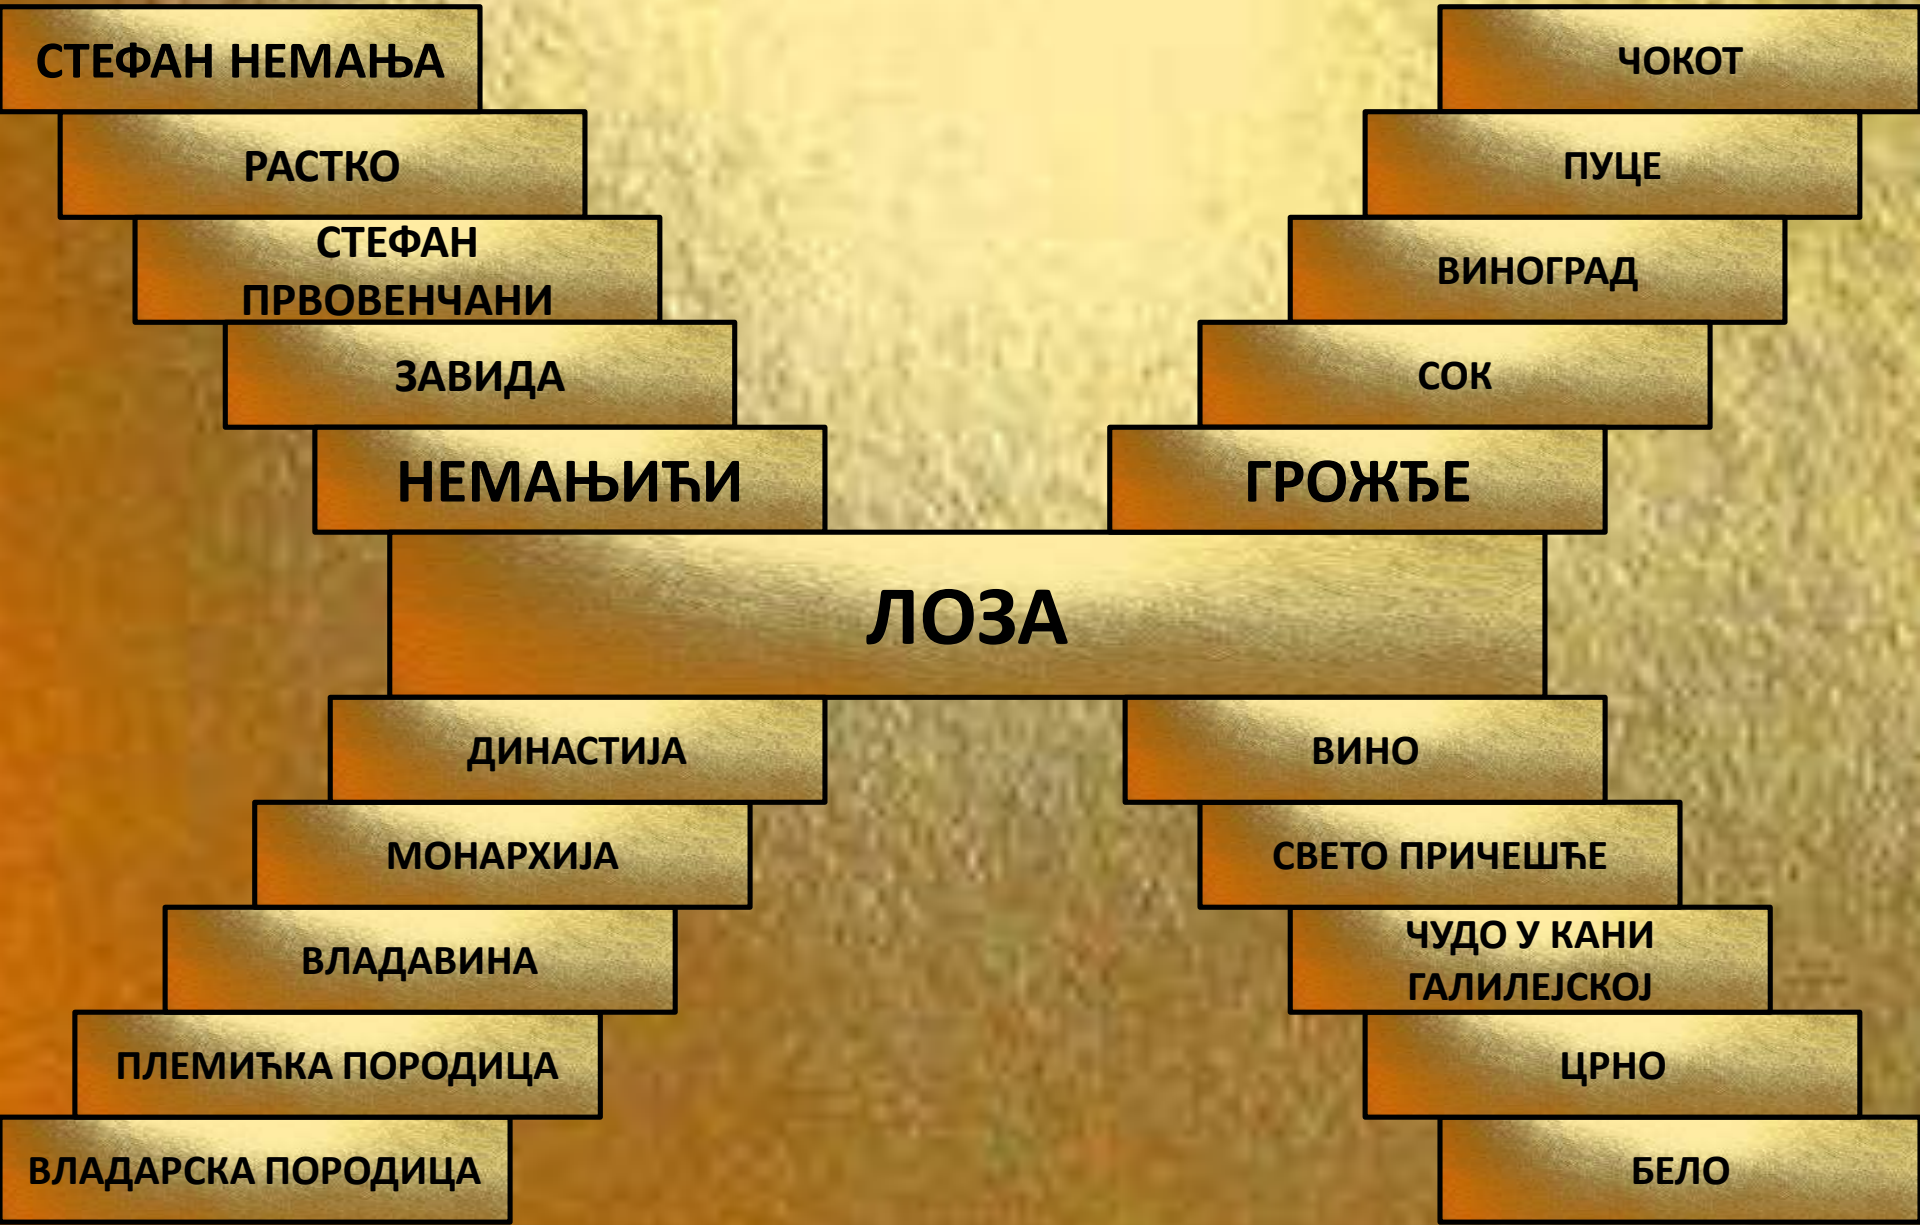 СТЕФАН НЕМАЊА
РАСТКО
СТЕФАН
ПРВОВЕНЧАНИ
ЗАВИДА
НЕМАЊИЋИ
ЧОКОТ
ПУЦЕ
ВИНОГРАД
СОК
ГРОЖЂЕ
ЛОЗА
ДИНАСТИЈА
МОНАРХИЈА
ВЛАДАВИНА
ПЛЕМИЋКА ПОРОДИЦА
ВЛАДАРСКА ПОРОДИЦА
ВИНО
СВЕТО ПРИЧЕШЋЕ
ЧУДО У КАНИ
ГАЛИЛЕЈСКОЈ
ЦРНО
БЕЛО